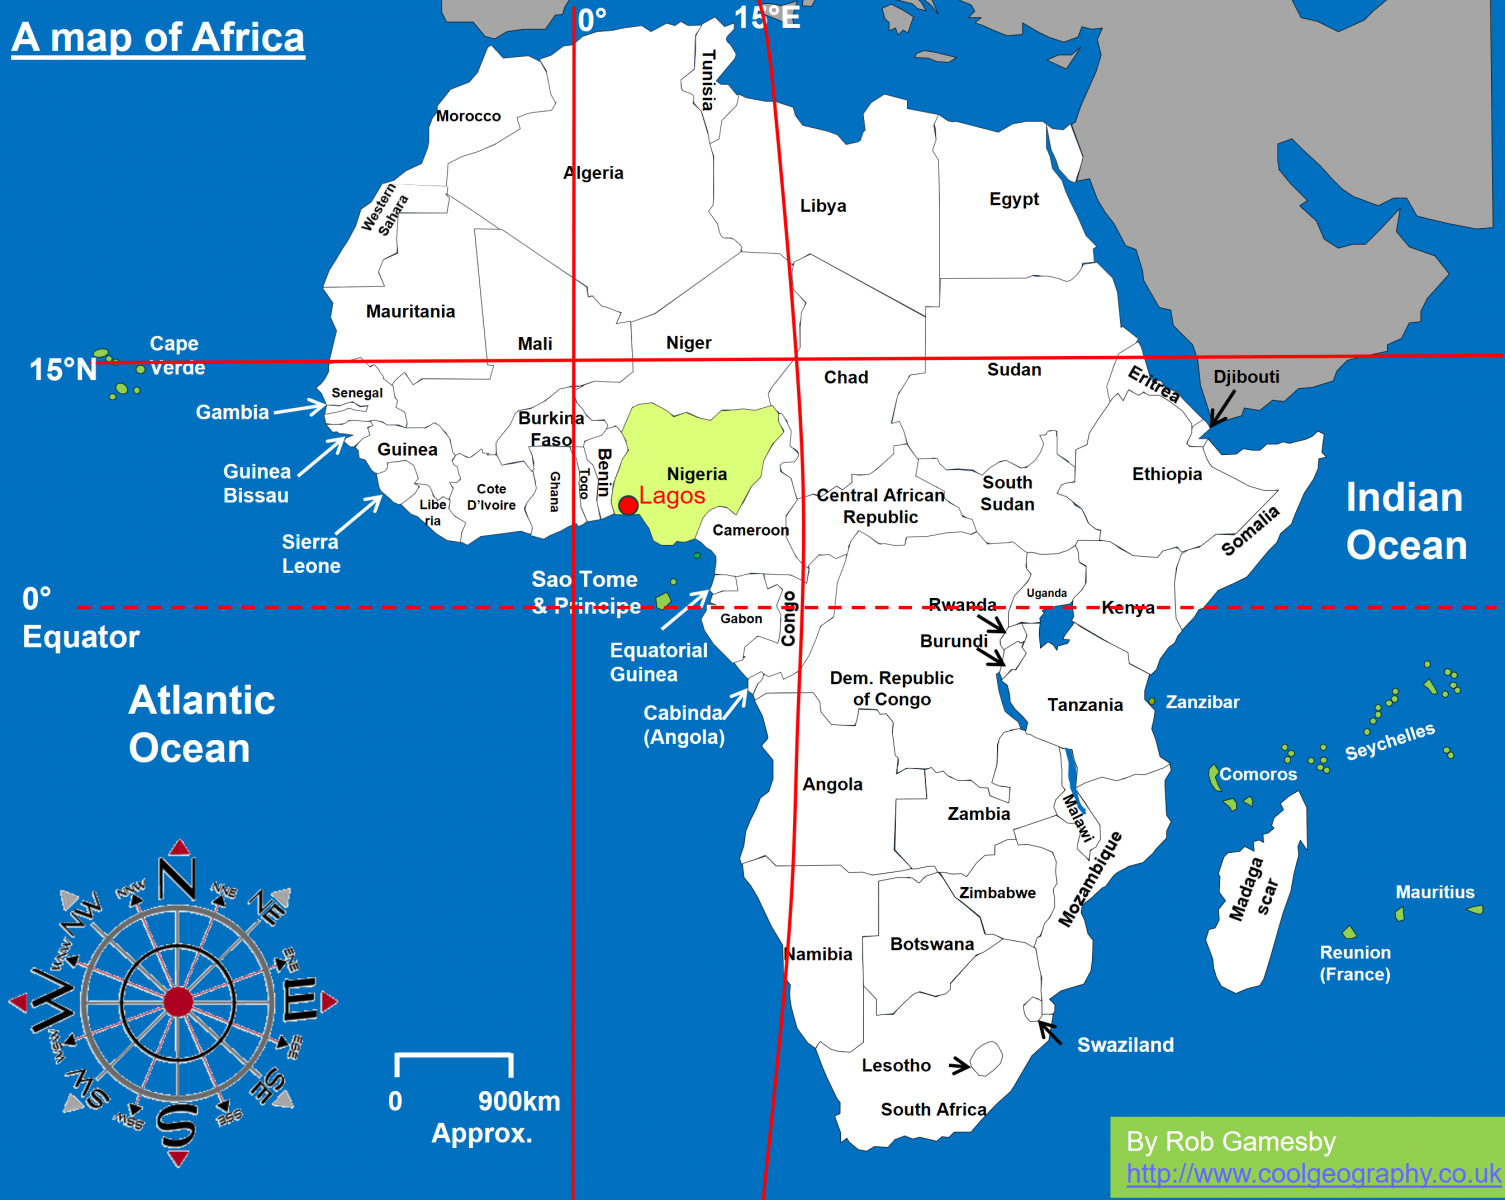 A map of Africa
0°
15°E
Tunisia
Morocco
Algeria
Western
Sahara
Libya
Egypt
Mauritania
Mali
Niger
Cape
Verde
15°N
Chad
Sudan
Eritrea
Djibouti
Senegal
Gambia
Burkina
Faso
Guinea
Guinea
Bissau
Benin
Nigeria
Lagos
Togo
Ghana
Cote
D'Ivoire
Libe
ria
Sierra
Leone
Cameroon
Central African
Republic
South
Sudan
Ethiopia
Somalia
Indian
Ocean
Sao Tome
& Principe
0°
Equator
Equatorial
Guinea
Gabon
Congo
Rwanda
Burundi
Uganda
Kenya
Cabinda
(Angola)
Dem. Republic
of Congo
Tanzania
Zanzibar
Seychelles
Comoros
Atlantic
Ocean
Angola
Zambia
Malawi
Mozambique
Zimbabwe
Madaga
scar
Mauritius
Reunion
(France)
Namibia
Botswana
Swaziland
Lesotho
South Africa
N
NNE
NE
ENE
E
ESE
SE
SSE
S
SSW
SW
WSW
W
WNW
NW
NNW
0
900km
Approx.
By Rob Gamesby
http://www.coolgeography.co.uk